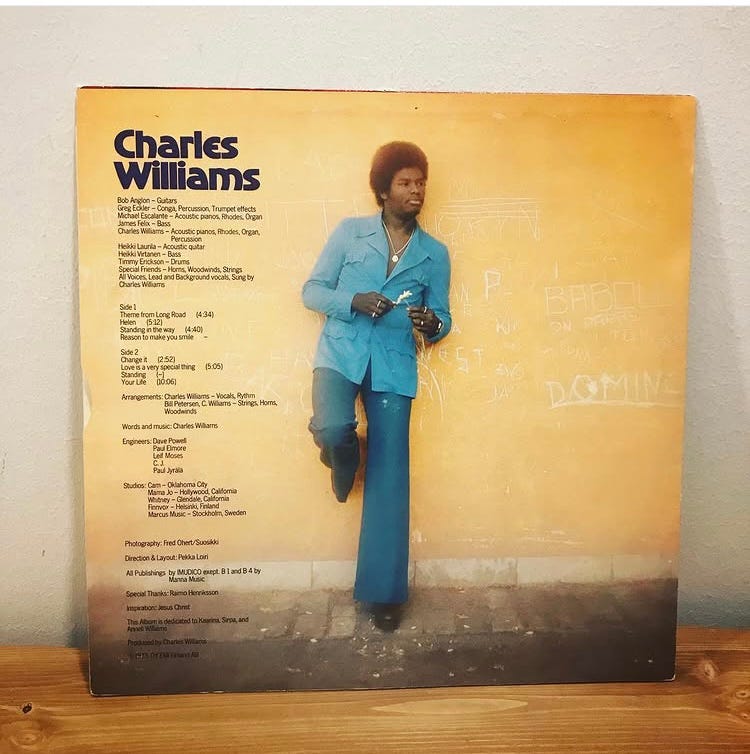 Charles
Williams
Bob Anglon – Guitars
Greg Eckler – Conga, Percussion, Trumpet effects
Michael Escalante – Acoustic pianos, Rhodes, Organ
James Felix – Bass
Charles Williams – Acoustic pianos, Rhodes, Organ,
Percussion
Heikki Laurila – Acoustic guitar
Heikki Virtanen – Bass
Timmy Erickson – Drums
Special Friends – Horns, Woodwinds, Strings
All Voices, Lead and Background vocals, Sung by
Charles Williams
Side 1
Theme from Long Road (4:34)
Helen (5:12)
Standing in the way (4:40)
Reason to make you smile –
Side 2
Change it (2:52)
Love is a very special thing (5:05)
Standing (–)
Your Life (10:06)
Arrangements: Charles Williams – Vocals, Rythm
Bill Petersen, C. Williams – Strings, Horns,
Woodwinds
Words and music: Charles Williams
Engineers: Dave Powell
Paul Elmore
Leif Moses
C. J.
Paul Jyrälä
Studios: Cam – Oklahoma City
Mama Jo – Hollywood, California
Whitney – Glendale, California
Finnvox – Helsinki, Finland
Marcus Music – Stockholm, Sweden
Photography: Fred Ohert/Suosikki
Direction & Layout: Pekka Loiri
All Publishings by IMUDICO exept. B 1 and B 4 by
Manna Music
Special Thanks: Raimo Henriksson
Inspiration: Jesus Christ
This Album is dedicated to Kaarina, Sirpa, and
Anneli Williams
Produced by Charles Williams
EMI Finland AB
BABOL
DOMINE